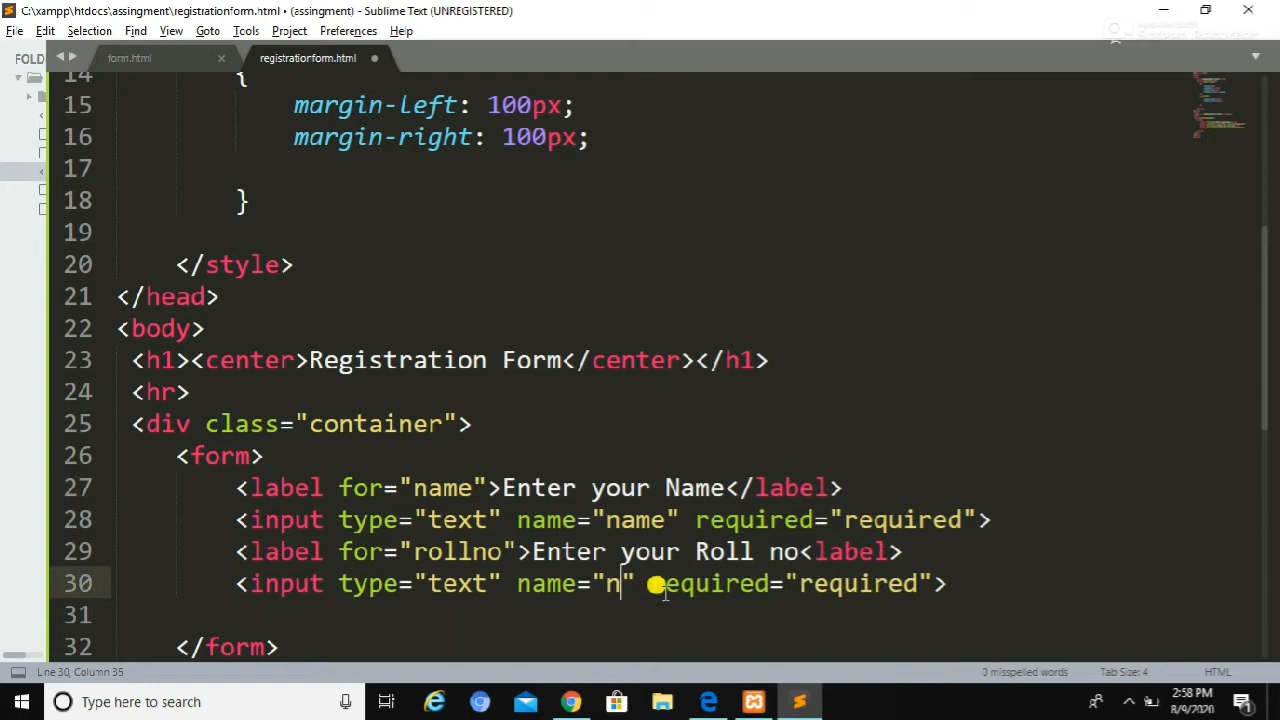 C:\xampp\htdocs\assingment\registrationform.html • (assingment) - Sublime Text (UNREGISTERED)
File Edit Selection Find View Goto Tools Project Preferences Help
FOLD
form.html
registrationform.html
14 {
15 margin-left: 100px;
16 margin-right: 100px;
17
18 }
19
20 </style>
21 </head>
22 <body>
23 <h1><center>Registration Form</center></h1>
24 <hr>
25 <div class="container">
26 <form>
27 <label for="name">Enter your Name</label>
28 <input type="text" name="name" required="required">
29 <label for="rollno">Enter your Roll no<label>
30 <input type="text" name="n" required="required">
31
32 </form>
Line 30, Column 35
0 misspelled words
Tab Size: 4
HTML
Type here to search
2:58 PM
8/9/2020
1